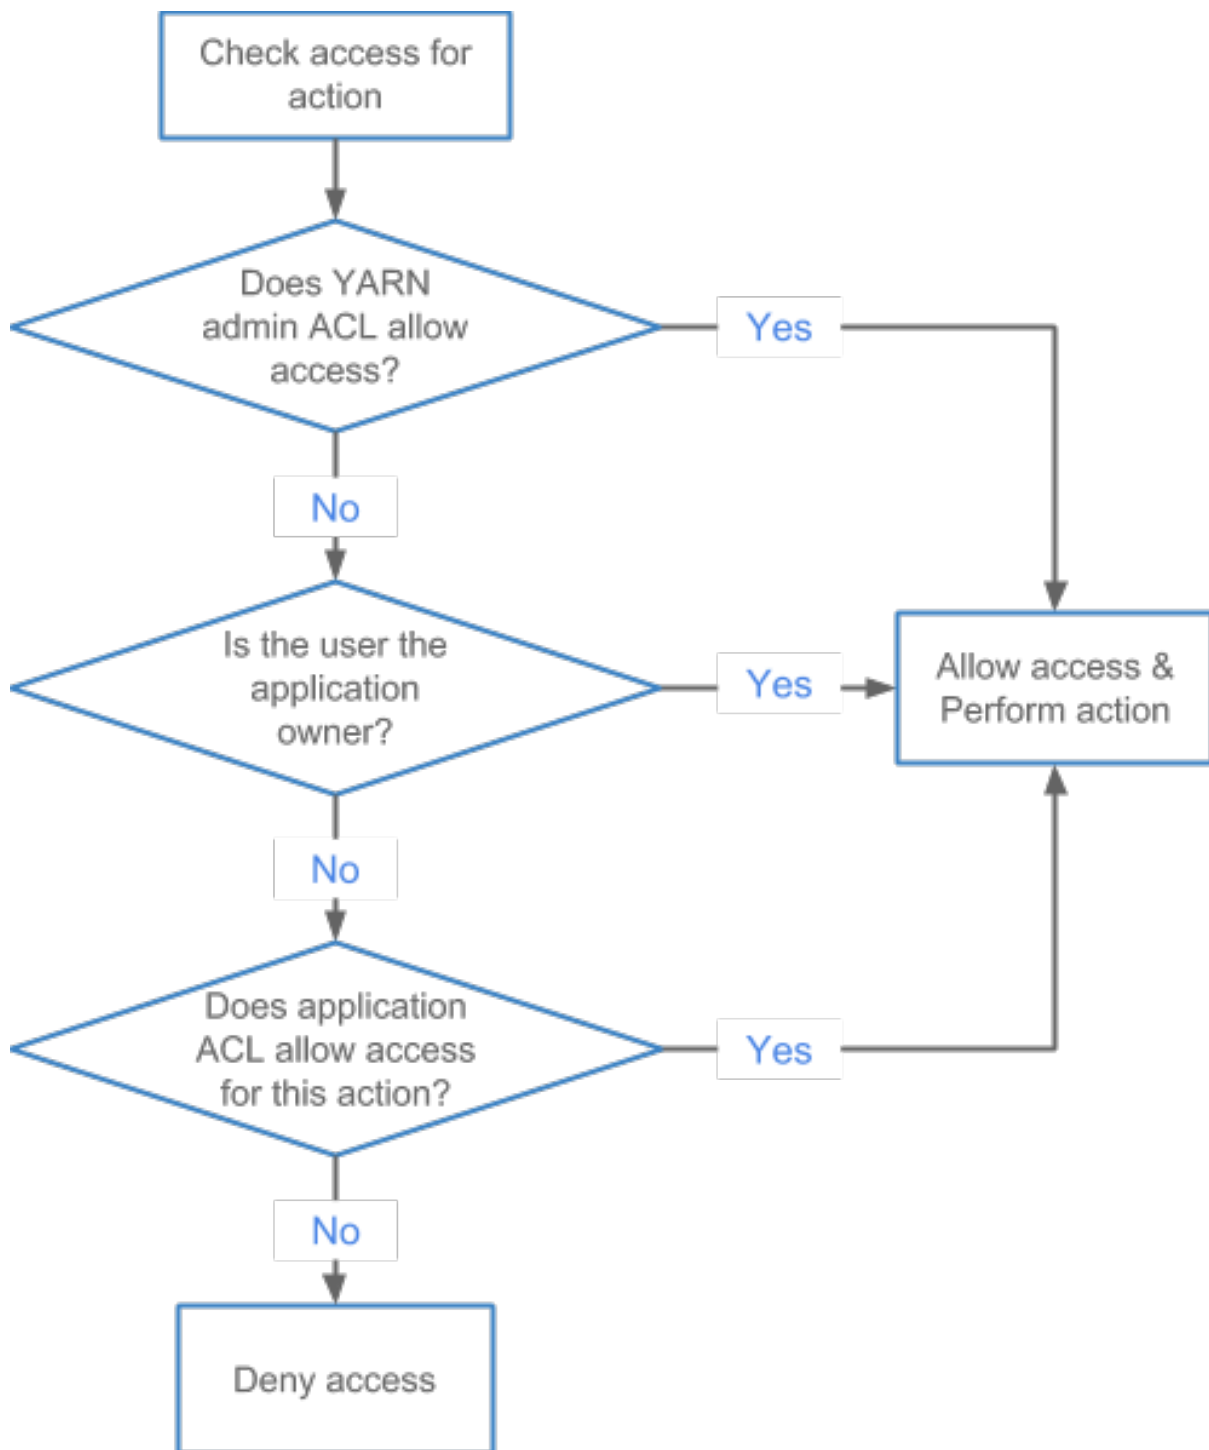 Check access for
action
Does YARN
admin ACL allow
access?
Yes
No
Is the user the
application
owner?
Yes
Allow access &
Perform action
No
Does application
ACL allow access
for this action?
Yes
No
Deny access